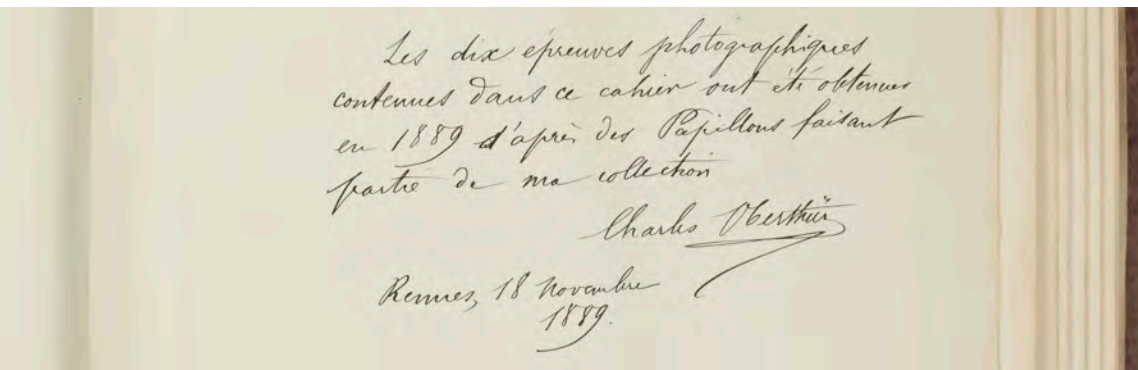 Les dix épreuves photographiques
contenues dans ce cahier ont été obtenues
en 1889 d'après des Papillons faisant
partie de ma collection
Charles Oberthür
Rennes, 18 Novembre
1889.